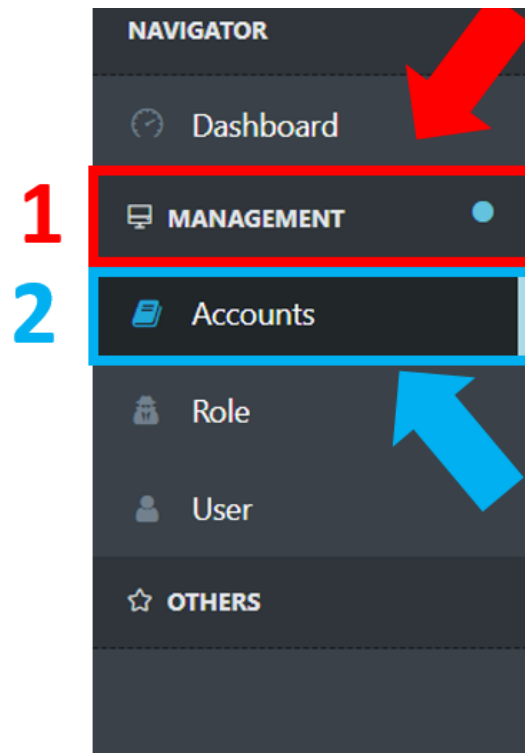 NAVIGATOR
Dashboard
1
MANAGEMENT
2
Accounts
Role
User
OTHERS